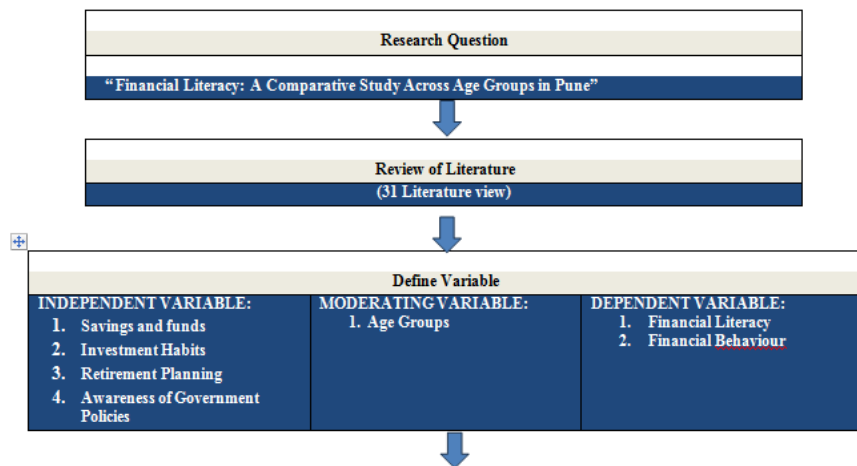 Research Question
“Financial Literacy: A Comparative Study Across Age Groups in Pune”
Review of Literature
(31 Literature view)
Define Variable
INDEPENDENT VARIABLE:
1. Savings and funds
2. Investment Habits
3. Retirement Planning
4. Awareness of Government
Policies
MODERATING VARIABLE:
1. Age Groups
DEPENDENT VARIABLE:
1. Financial Literacy
2. Financial Behaviour